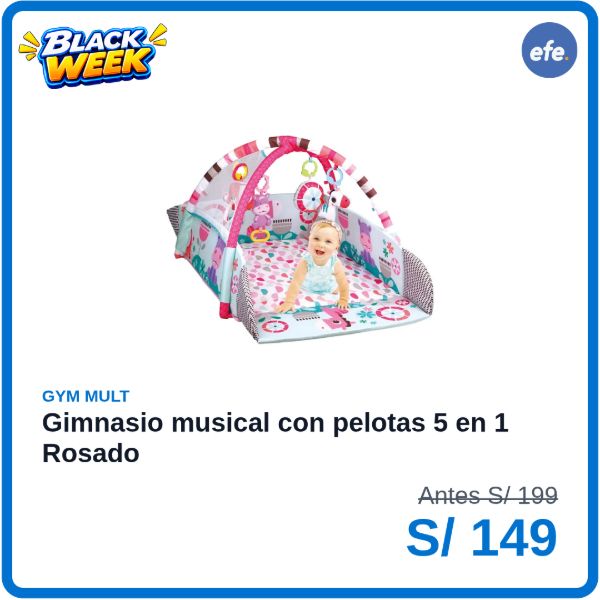 BLACK
WEEK
efe.
GYM MULT
Gimnasio musical con pelotas 5 en 1
Rosado
Antes S/ 199
S/ 149